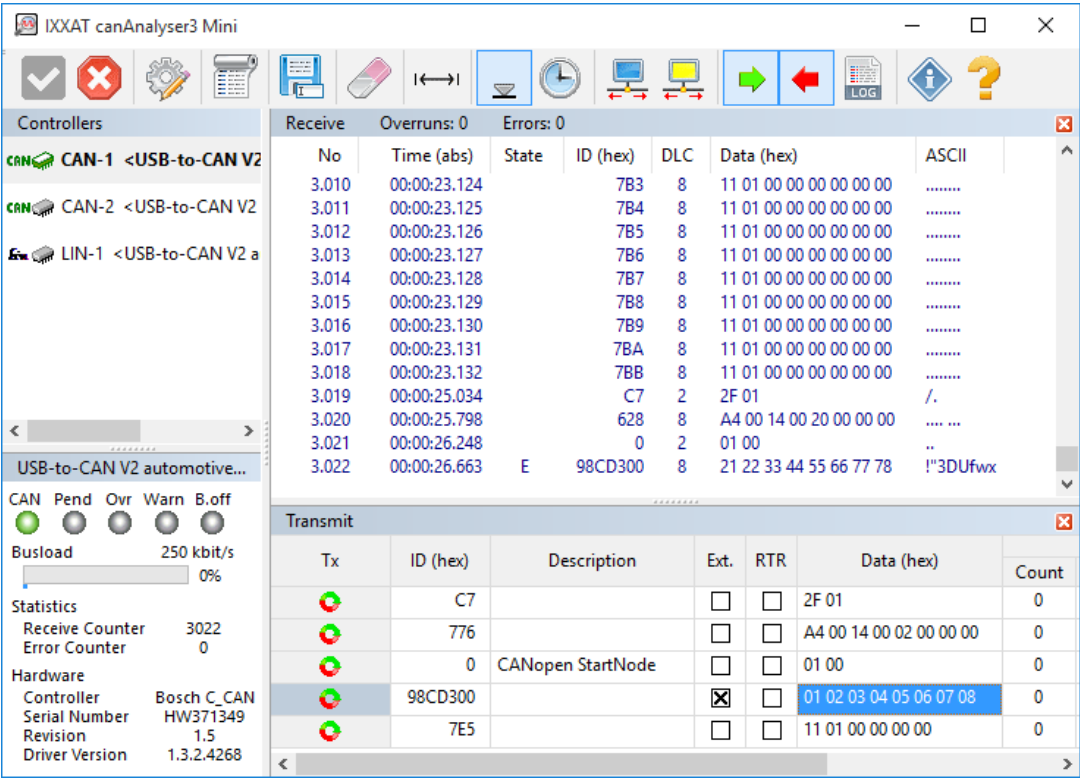 IXXAT canAnalyser3 Mini
LOG
Controllers
CAN CAN-1 <USB-to-CAN V2
CAN CAN-2 <USB-to-CAN V2
LIN-1 <USB-to-CAN V2 a
Receive Overruns: 0 Errors: 0
No Time (abs) State ID (hex) DLC Data (hex) ASCII
3.010 00:00:23.124 7B3 8 11 01 00 00 00 00 00 00 ........
3.011 00:00:23.125 7B4 8 11 01 00 00 00 00 00 00 ........
3.012 00:00:23.126 7B5 8 11 01 00 00 00 00 00 00 ........
3.013 00:00:23.127 7B6 8 11 01 00 00 00 00 00 00 ........
3.014 00:00:23.128 7B7 8 11 01 00 00 00 00 00 00 ........
3.015 00:00:23.129 7B8 8 11 01 00 00 00 00 00 00 ........
3.016 00:00:23.130 7B9 8 11 01 00 00 00 00 00 00 ........
3.017 00:00:23.131 7BA 8 11 01 00 00 00 00 00 00 ........
3.018 00:00:23.132 7BB 8 11 01 00 00 00 00 00 00 ........
3.019 00:00:25.034 C7 2 2F 01 /.
3.020 00:00:25.798 628 8 A4 00 14 00 20 00 00 00 .... ...
3.021 00:00:26.248 0 2 01 00 ..
3.022 00:00:26.663 E 98CD300 8 21 22 33 44 55 66 77 78 !"3DUfwx
USB-to-CAN V2 automotive...
CAN Pend Ovr Warn B.off
Busload 250 kbit/s
0%
Statistics
Receive Counter 3022
Error Counter 0
Hardware
Controller Bosch C_CAN
Serial Number HW371349
Revision 1.5
Driver Version 1.3.2.4268
Transmit
Tx ID (hex) Description Ext. RTR Data (hex) Count
C7 2F 01 0
776 A4 00 14 00 02 00 00 00 0
0 CANopen StartNode 01 00 0
98CD300 01 02 03 04 05 06 07 08 0
7E5 11 01 00 00 00 00 0